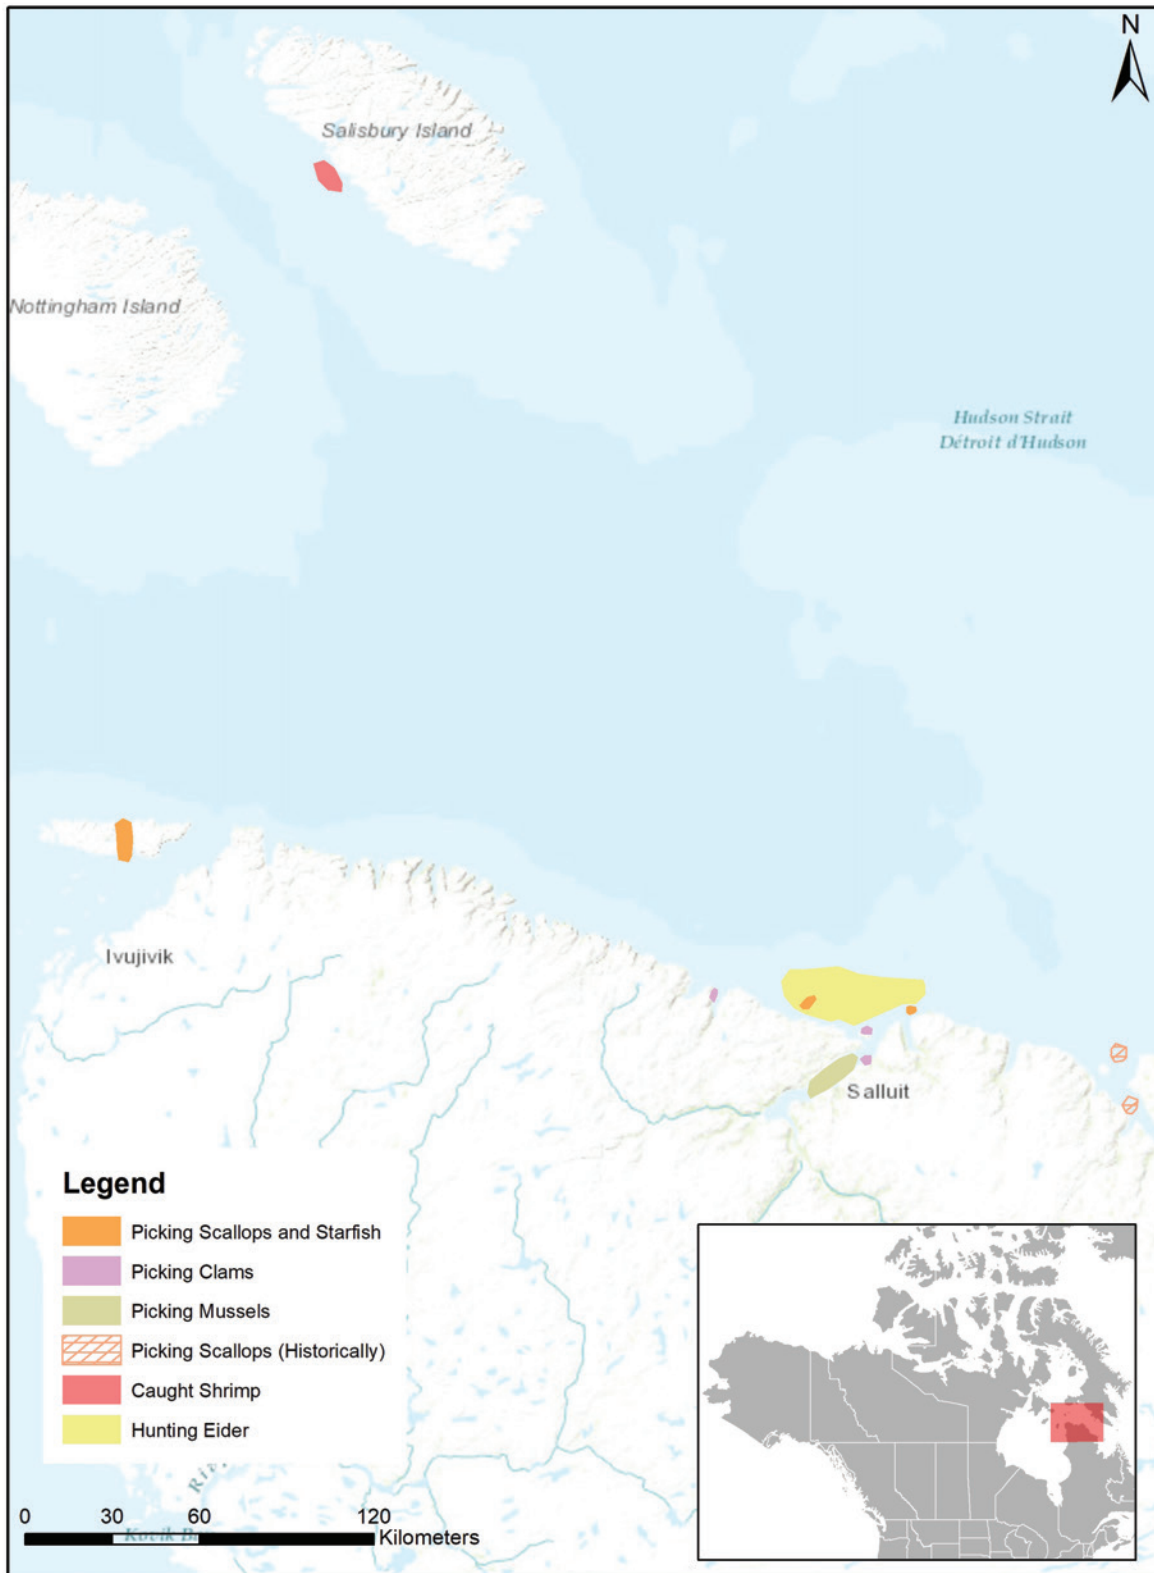 N
Salisbury Island
Nottingham Island
Hudson Strait
Détroit d'Hudson
Ivujivik
Salluit
Legend
Picking Scallops and Starfish
Picking Clams
Picking Mussels
Picking Scallops (Historically)
Caught Shrimp
Hunting Eider
0 30 60 120
Kilometers